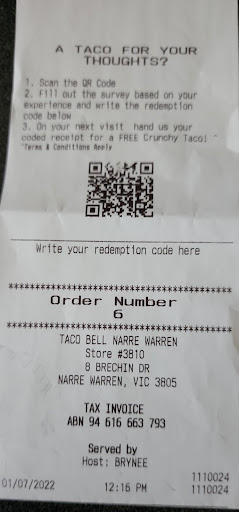 A TACO FOR YOUR
THOUGHTS?
1. Scan the QR Code
2. Fill out the survey based on your
experience and write the redemption
code below
3. On your next visit hand us your
coded receipt for a FREE Crunchy Taco! ~
*Terms & Conditions Apply
Write your redemption code here
****************************************
Order Number
6
****************************************
TACO BELL NARRE WARREN
Store #3810
8 BRECHIN DR
NARRE WARREN, VIC 3805
TAX INVOICE
ABN 94 616 663 793
Served by
Host: BRYNEE
1110024
01/07/2022 12:16 PM 1110024